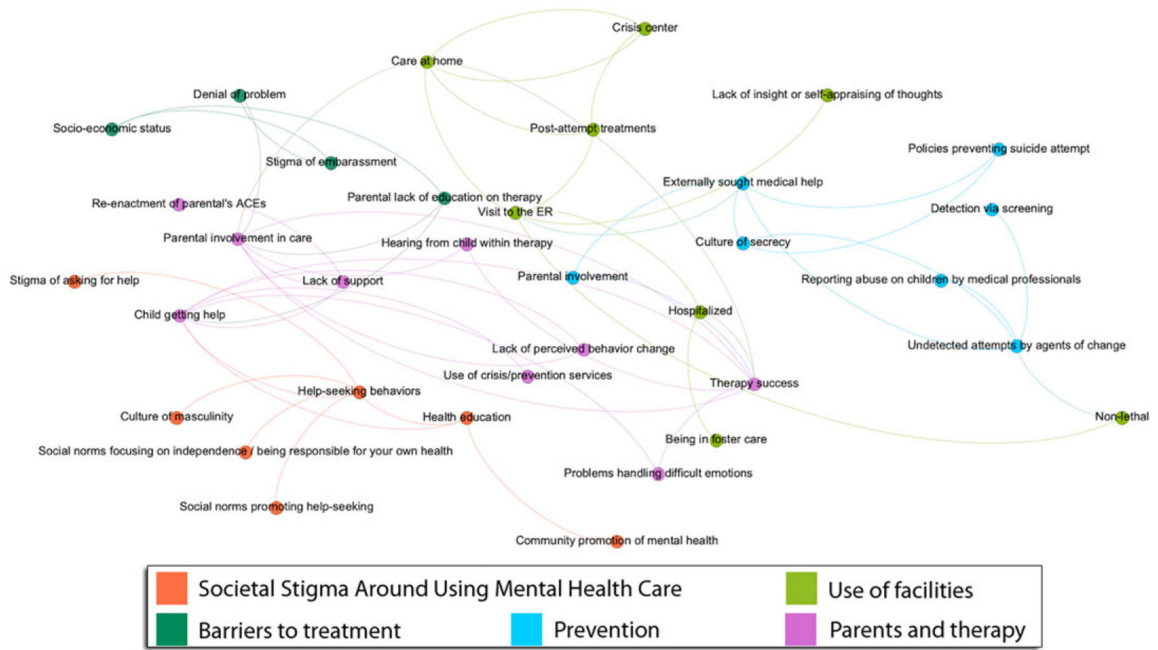 Crisis center
Care at home
Denial of problem
Lack of insight or self-appraising of thoughts
Socio-economic status
Post-attempt treatments
Policies preventing suicide attempt
Stigma of embarassment
Externally sought medical help
Re-enactment of parental's ACEs
Parental lack of education on therapy
Visit to the ER
Detection via screening
Parental involvement in care
Hearing from child within therapy
Culture of secrecy
Stigma of asking for help
Lack of support
Parental involvement
Reporting abuse on children by medical professionals
Child getting help
Hospitalized
Lack of perceived behavior change
Undetected attempts by agents of change
Use of crisis/prevention services
Therapy success
Help-seeking behaviors
Culture of masculinity
Health education
Non-lethal
Being in foster care
Social norms focusing on independence / being responsible for your own health
Problems handling difficult emotions
Social norms promoting help-seeking
Community promotion of mental health
Societal Stigma Around Using Mental Health Care
Use of facilities
Barriers to treatment
Prevention
Parents and therapy